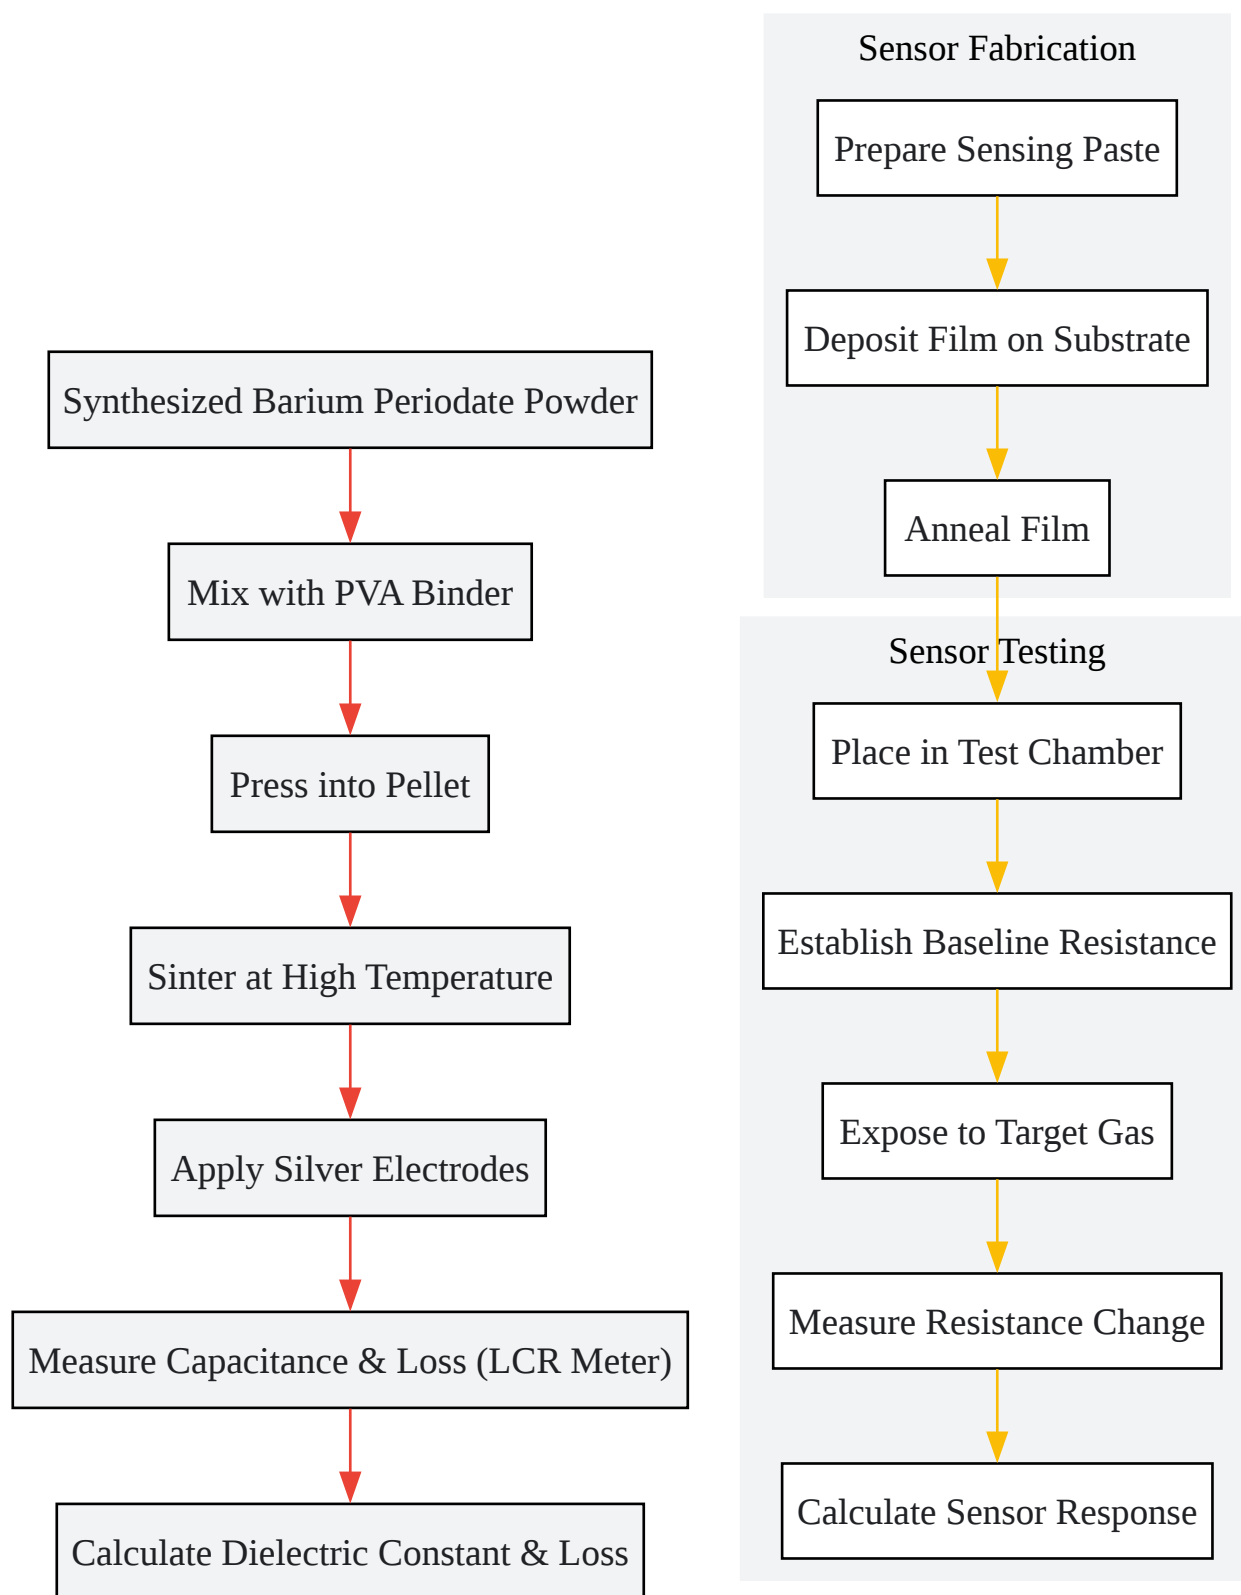 Synthesized Barium Periodate Powder
Mix with PVA Binder
Press into Pellet
Sinter at High Temperature
Apply Silver Electrodes
Measure Capacitance & Loss (LCR Meter)
Calculate Dielectric Constant & Loss
Sensor Fabrication
Prepare Sensing Paste
Deposit Film on Substrate
Anneal Film
Sensor Testing
Place in Test Chamber
Establish Baseline Resistance
Expose to Target Gas
Measure Resistance Change
Calculate Sensor Response